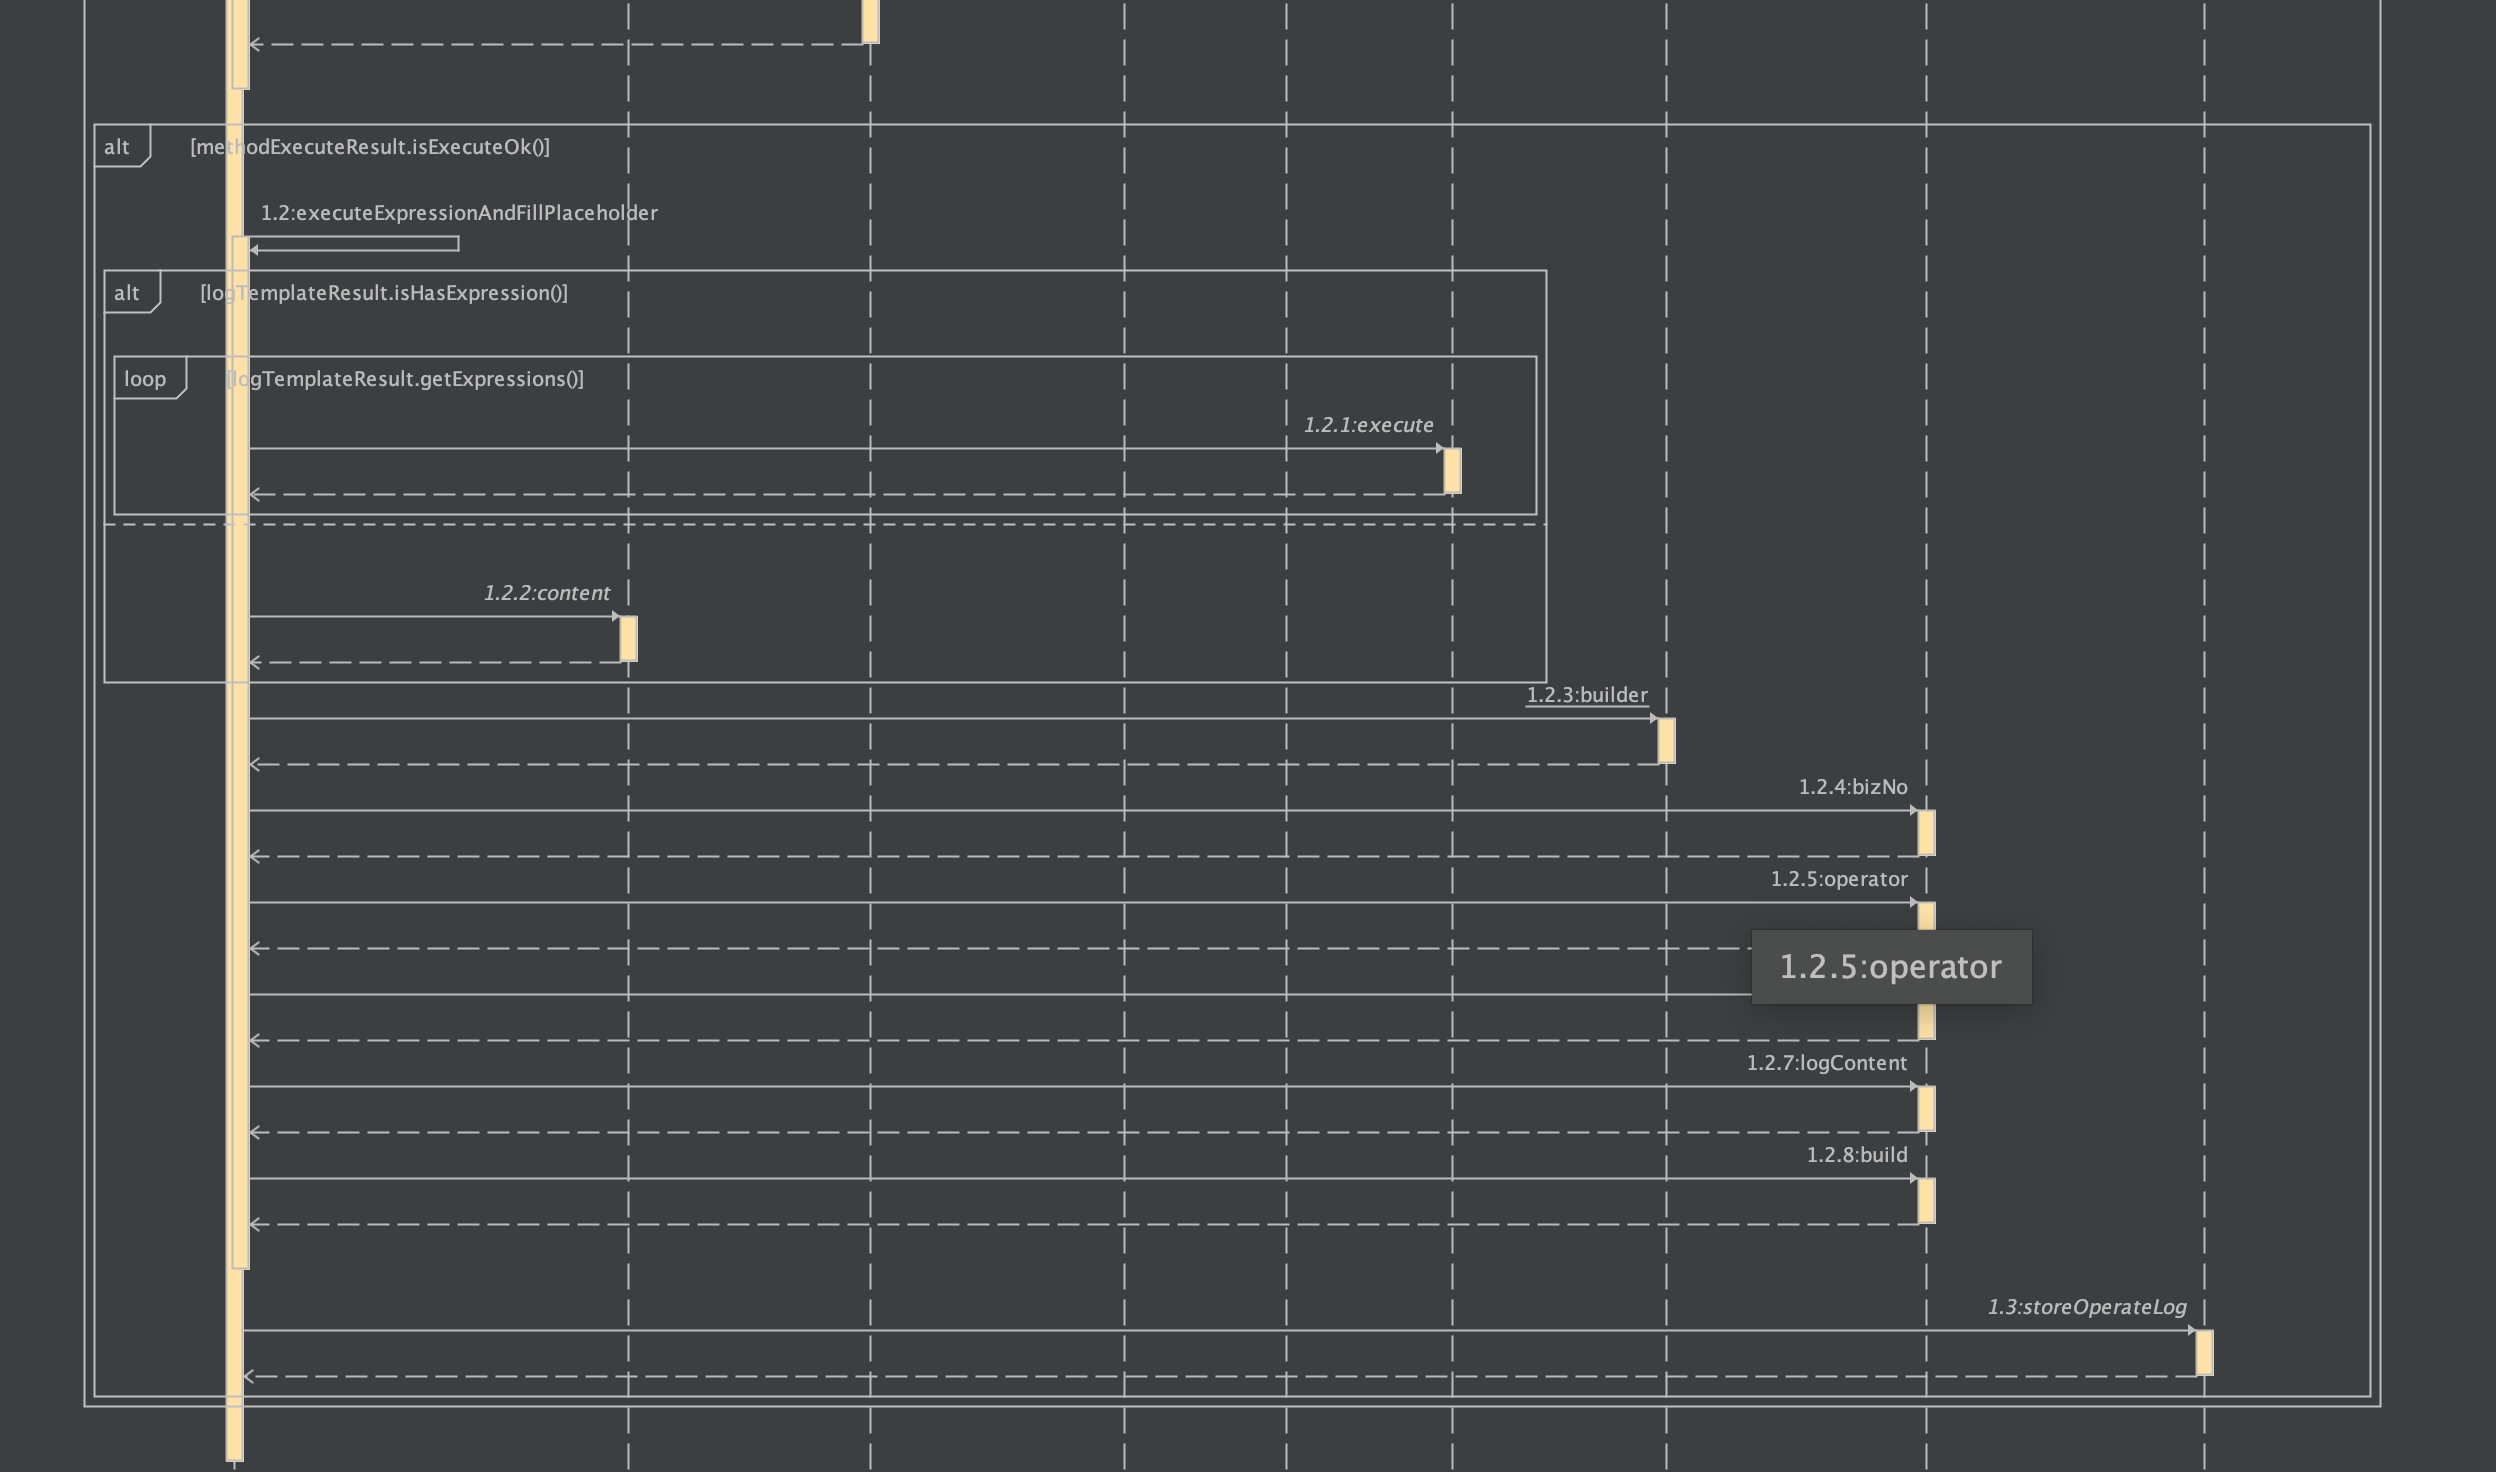 alt [methodExecuteResult.isExecuteOk()]
1.2:executeExpressionAndFillPlaceholder
alt [logTemplateResult.isHasExpression()]
loop [logTemplateResult.getExpressions()]
1.2.1:execute
1.2.2:content
1.2.3:builder
1.2.4:bizNo
1.2.5:operator
1.2.5:operator
1.2.7:logContent
1.2.8:build
1.3:storeOperateLog